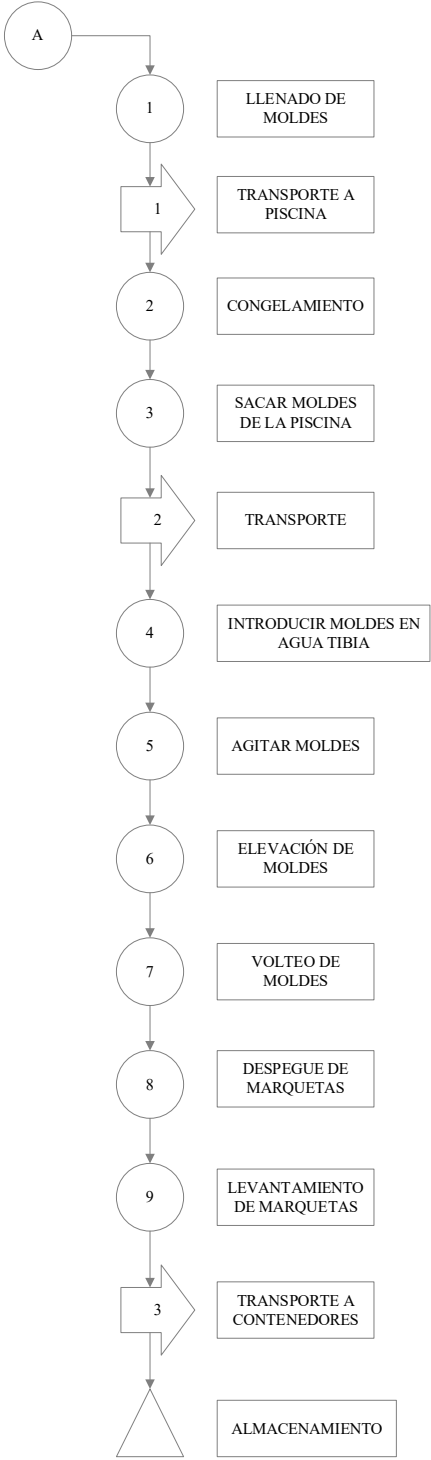 A
1
LLENADO DE
MOLDES
1
TRANSPORTE A
PISCINA
2
CONGELAMIENTO
3
SACAR MOLDES
DE LA PISCINA
2
TRANSPORTE
4
INTRODUCIR MOLDES EN
AGUA TIBIA
5
AGITAR MOLDES
6
ELEVACIÓN DE
MOLDES
7
VOLTEO DE
MOLDES
8
DESPEGUE DE
MARQUETAS
9
LEVANTAMIENTO
DE MARQUETAS
3
TRANSPORTE A
CONTENEDORES
ALMACENAMIENTO